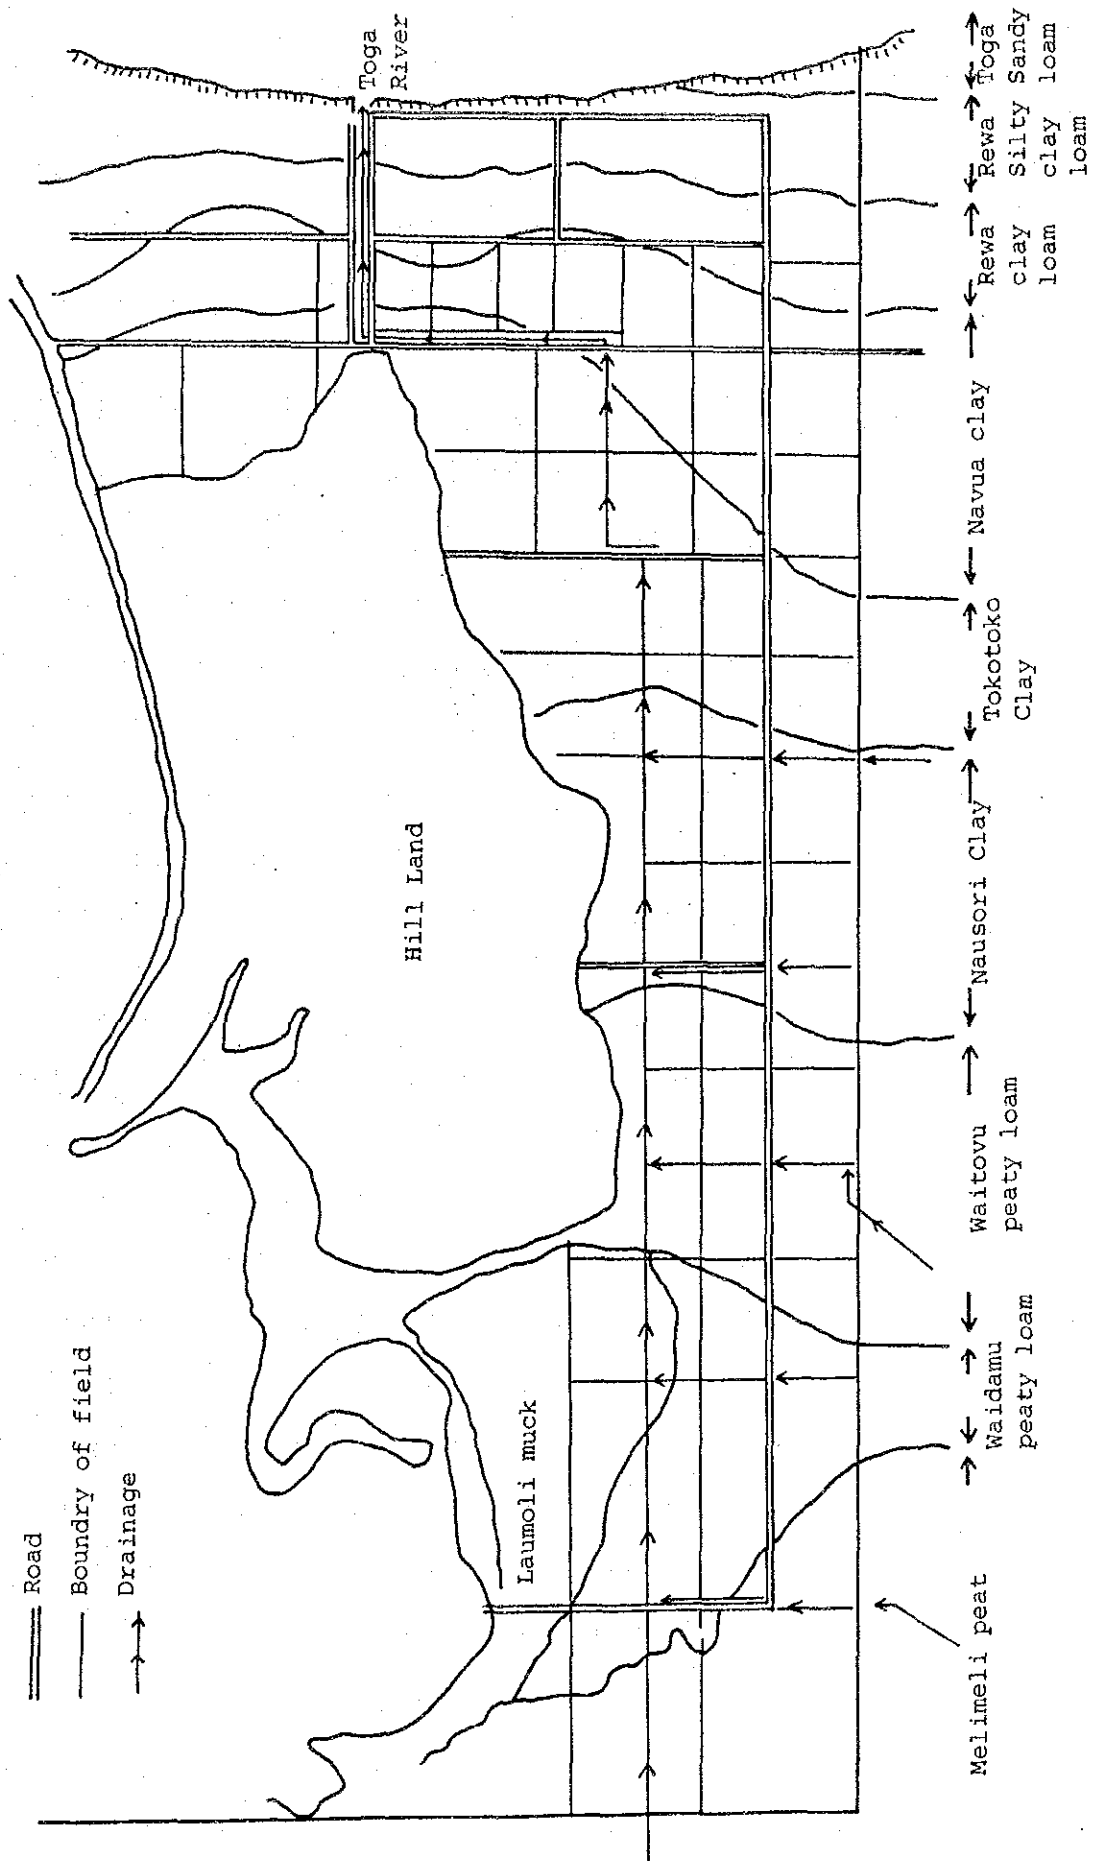 Road
Boundry of field
Drainage
Toga
River
Hill Land
Laumoli muck
Melimeli peat
Waidamu
peaty loam
Waitovu
peaty loam
Nausori Clay
Tokotoko
Clay
Navua clay
Rewa
clay
loam
Rewa
Silty
clay
loam
Toga
Sandy
loam